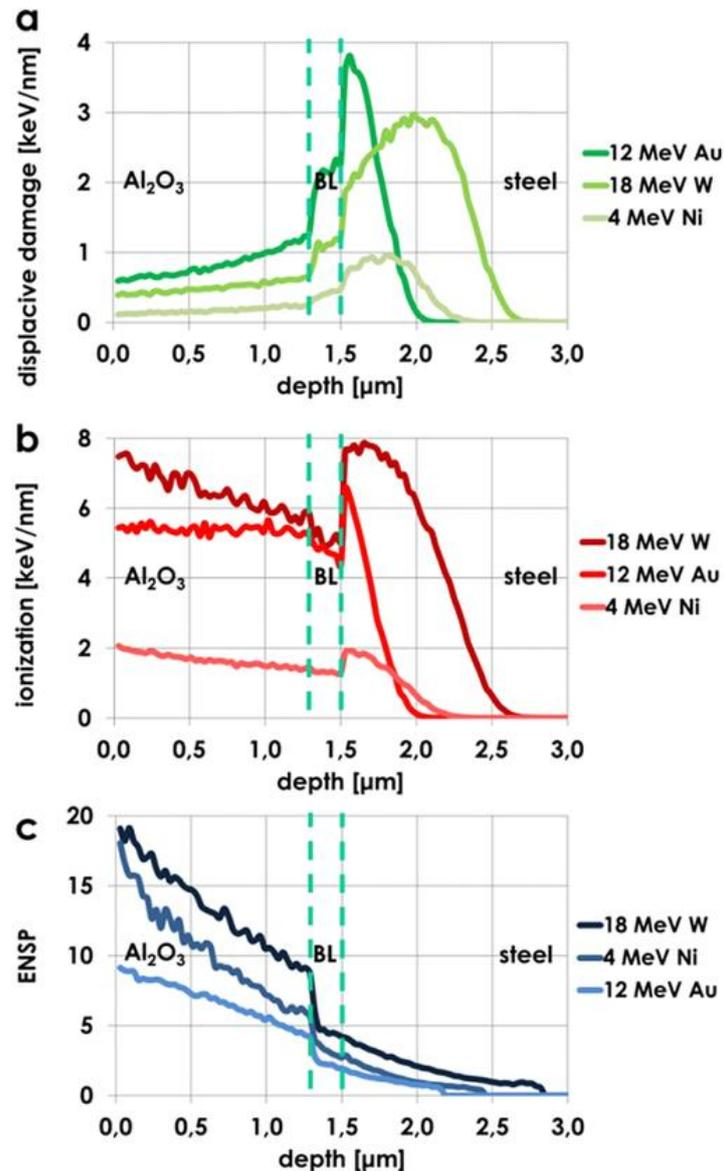 a
displacive damage [keV/nm]
4
3
2
1
0
Al₂O₃
BL
steel
12 MeV Au
18 MeV W
4 MeV Ni
0,0 0,5 1,0 1,5 2,0 2,5 3,0
depth [µm]
b
ionization [keV/nm]
8
6
4
2
0
Al₂O₃
BL
steel
18 MeV W
12 MeV Au
4 MeV Ni
0,0 0,5 1,0 1,5 2,0 2,5 3,0
depth [µm]
c
ENSP
20
15
10
5
0
Al₂O₃
BL
steel
18 MeV W
4 MeV Ni
12 MeV Au
0,0 0,5 1,0 1,5 2,0 2,5 3,0
depth [µm]